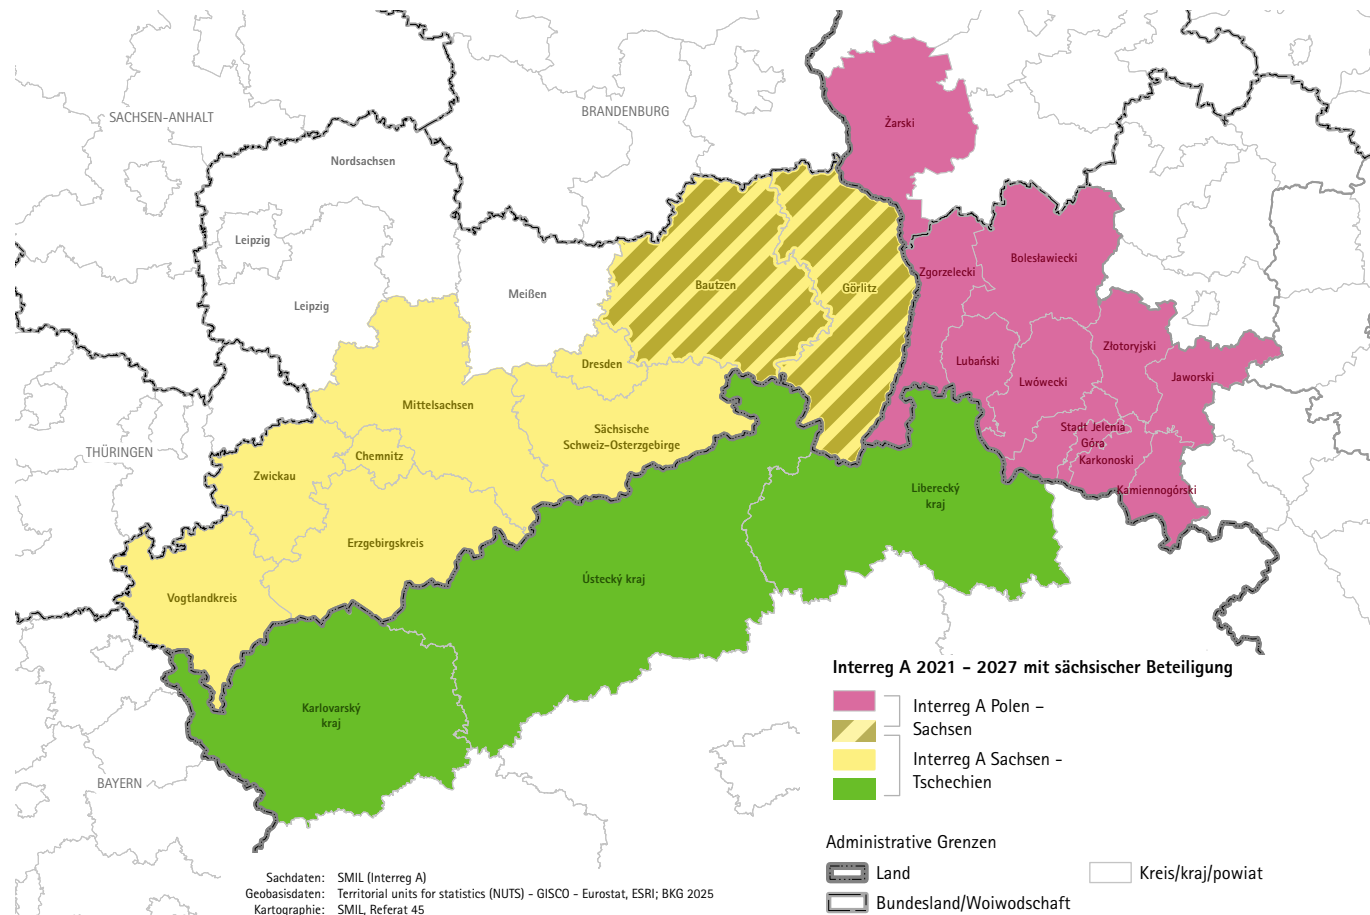 SACHSEN-ANHALT
BRANDENBURG
Żarski
Nordsachsen
Leipzig
Zgorzelecki
Bolesławiecki
Bautzen
Görlitz
Meißen
Leipzig
Złotoryjski
Lubański
Dresden
Lwówecki
Jaworski
Mittelsachsen
Sächsische
Schweiz-Osterzgebirge
Stadt Jelenia
Góra
Karkonoski
THÜRINGEN
Chemnitz
Zwickau
Liberecký
kraj
Kamiennogórski
Erzgebirgskreis
Ústecký kraj
Vogtlandkreis
Karlovarský
kraj
BAYERN
Interreg A 2021 - 2027 mit sächsischer Beteiligung
Interreg A Polen –
Sachsen
Interreg A Sachsen -
Tschechien
Administrative Grenzen
Land
Kreis/kraj/powiat
Bundesland/Woiwodschaft
Sachdaten: SMIL (Interreg A)
Geobasisdaten: Territorial units for statistics (NUTS) - GISCO - Eurostat, ESRI; BKG 2025
Kartographie: SMIL, Referat 45